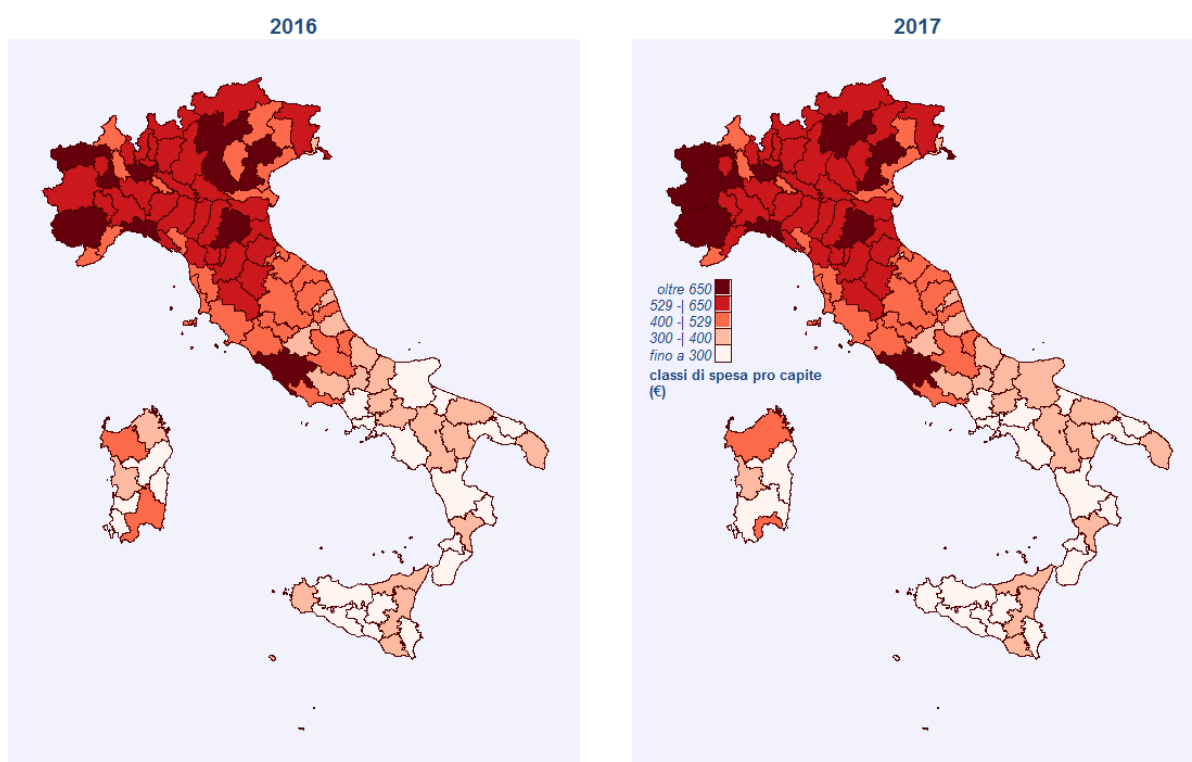 2016
2017
oltre 650
529 -| 650
400 -| 529
300 -| 400
fino a 300
classi di spesa pro capite
(€)